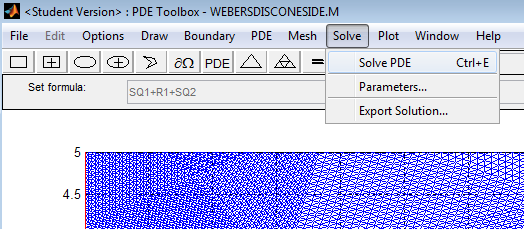 <Student Version> : PDE Toolbox - WEBERSDISCONESIDE.M
File Edit Options Draw Boundary PDE Mesh Solve Plot Window Help
∂Ω PDE =
Solve PDE Ctrl+E
Set formula: SQ1+R1+SQ2
Parameters...
Export Solution...
5
4.5